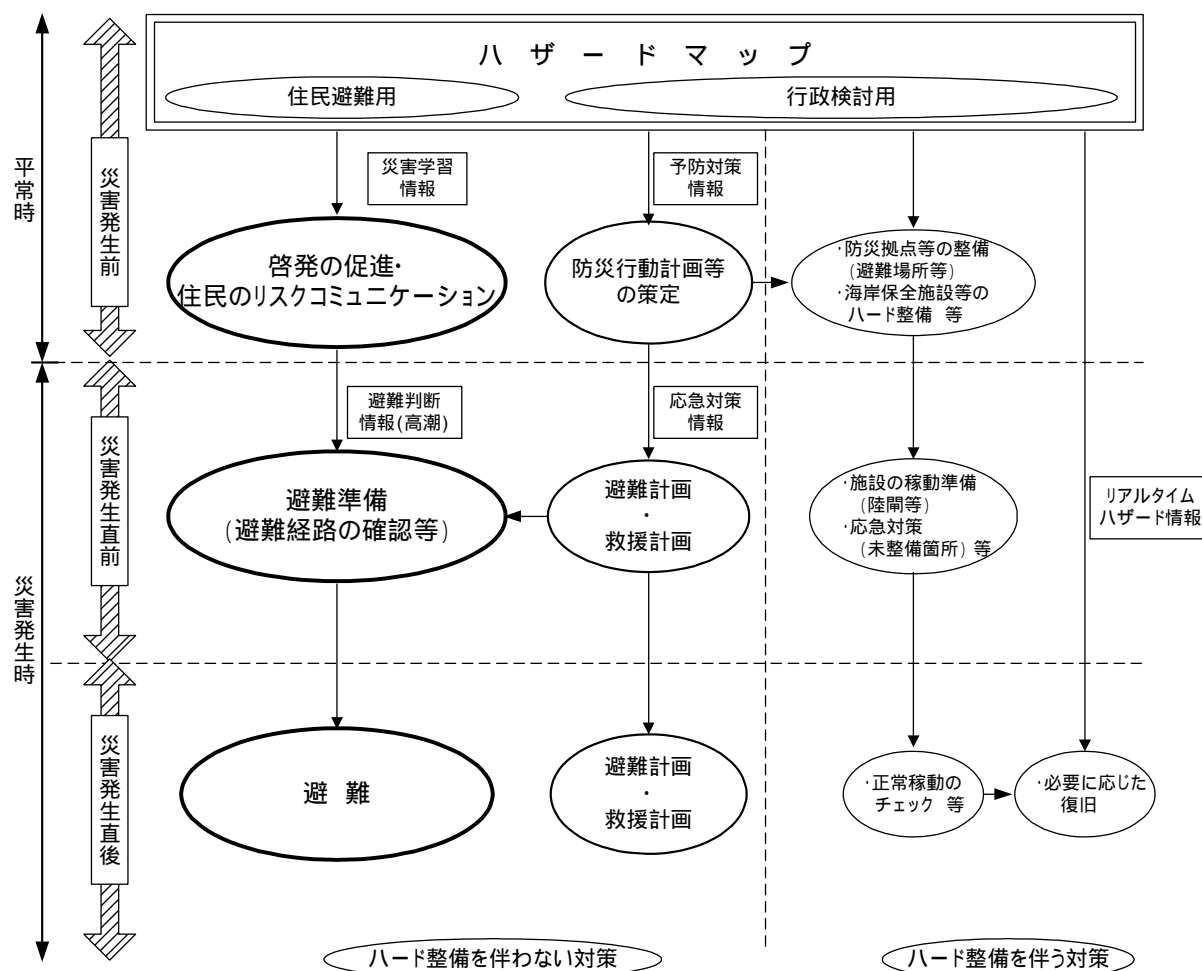 ハザードマップ
住民避難用
行政検討用
平常時
災害発生前
災害学習
情報
予防対策
情報
啓発の促進・
住民のリスクコミュニケーション
防災行動計画等
の策定
・防災拠点等の整備
(避難場所等)
・海岸保全施設等の
ハード整備 等
災害発生時
災害発生直前
避難判断
情報(高潮)
応急対策
情報
避難準備
(避難経路の確認等)
避難計画
・
救援計画
・施設の稼動準備
(陸閘等)
・応急対策
(未整備箇所) 等
リアルタイム
ハザード情報
災害発生直後
避 難
避難計画
・
救援計画
・正常稼動の
チェック 等
・必要に応じた
復旧
ハード整備を伴わない対策
ハード整備を伴う対策